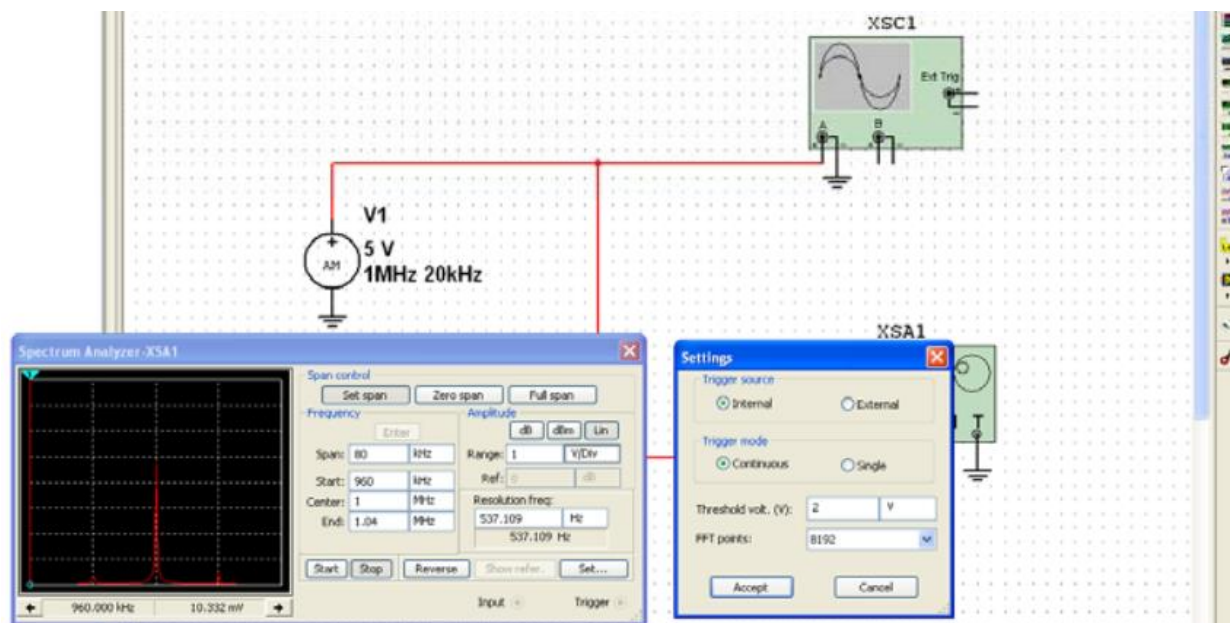 XSC1
Ext Trig
A
B
V1
5 V
AM
1MHz 20kHz
XSA1
T
Spectrum Analyzer-XSA1
Span control
Set span
Zero span
Full span
Frequency
Enter
Span: 80 kHz
Start: 960 kHz
Center: 1 MHz
End: 1.04 MHz
Amplitude
dB
dBm
Lin
Range: 1 V/Div
Ref: 0 dB
Resolution freq:
537.109 Hz
537.109 Hz
Start
Stop
Reverse
Show refer.
Set...
960.000 kHz
10.332 mV
Input
Trigger
Settings
Trigger source
Internal
External
Trigger mode
Continuous
Single
Threshold volt. (V): 2 V
FFT points: 8192
Accept
Cancel